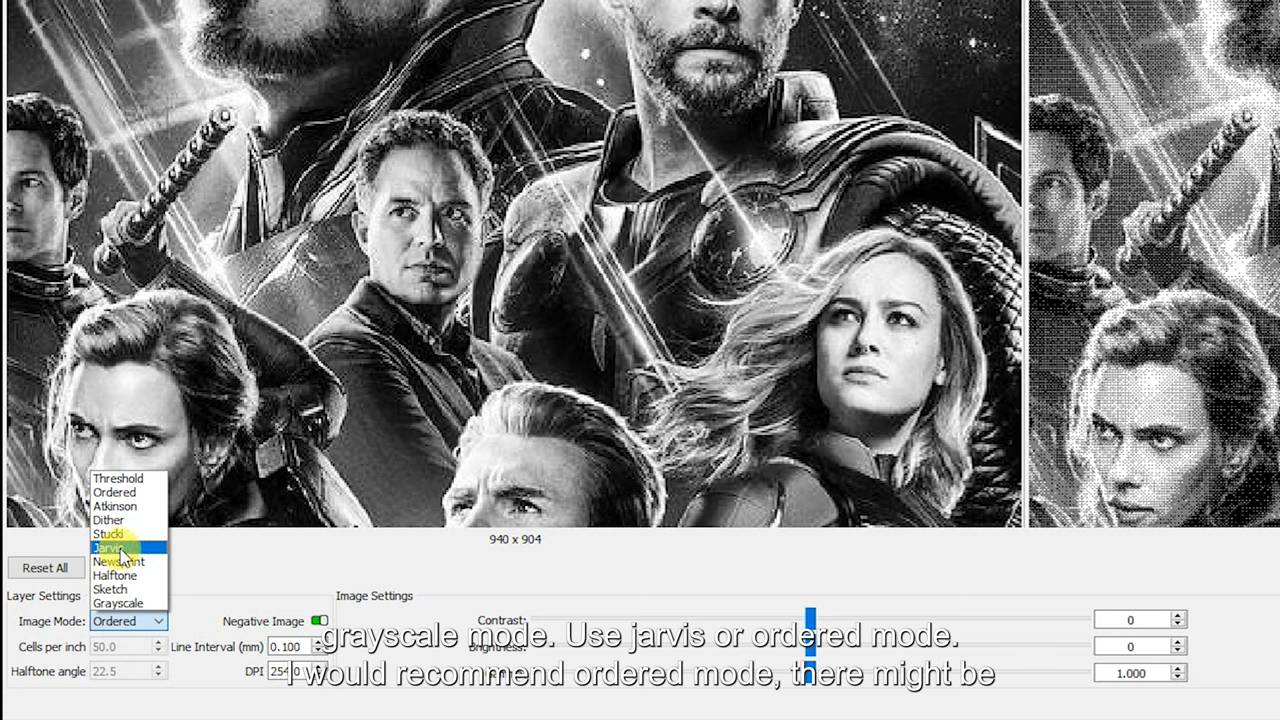 940 x 904
Threshold
Ordered
Atkinson
Dither
Stucki
Jarvis
Newsprint
Halftone
Sketch
Grayscale
Reset All
Layer Settings
Image Settings
Image Mode: Ordered
Negative Image
Contrast:
0
Cells per inch 50.0
Line Interval (mm) 0.100
Brightness:
0
Halftone angle 22.5
DPI 254.0
1.000
grayscale mode. Use jarvis or ordered mode.
I would recommend ordered mode, there might be